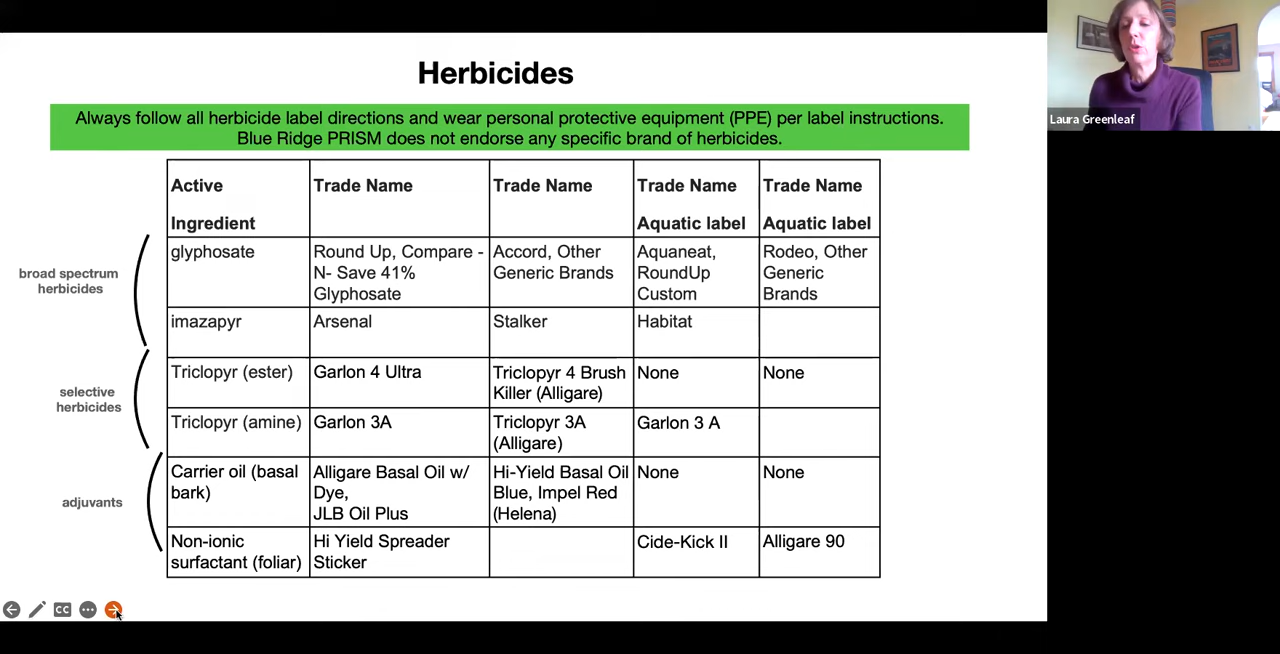 Herbicides
Always follow all herbicide label directions and wear personal protective equipment (PPE) per label instructions.
Blue Ridge PRISM does not endorse any specific brand of herbicides.
Active
Ingredient
Trade Name
Trade Name
Trade Name
Aquatic label
Trade Name
Aquatic label
broad spectrum
herbicides
glyphosate
Round Up, Compare -
N- Save 41%
Glyphosate
Accord, Other
Generic Brands
Aquaneat,
RoundUp
Custom
Rodeo, Other
Generic
Brands
imazapyr
Arsenal
Stalker
Habitat
selective
herbicides
Triclopyr (ester)
Garlon 4 Ultra
Triclopyr 4 Brush
Killer (Alligare)
None
None
Triclopyr (amine)
Garlon 3A
Triclopyr 3A
(Alligare)
Garlon 3 A
adjuvants
Carrier oil (basal
bark)
Alligare Basal Oil w/
Dye,
JLB Oil Plus
Hi-Yield Basal Oil
Blue, Impel Red
(Helena)
None
None
Non-ionic
surfactant (foliar)
Hi Yield Spreader
Sticker
Cide-Kick II
Alligare 90
CC
Laura Greenleaf